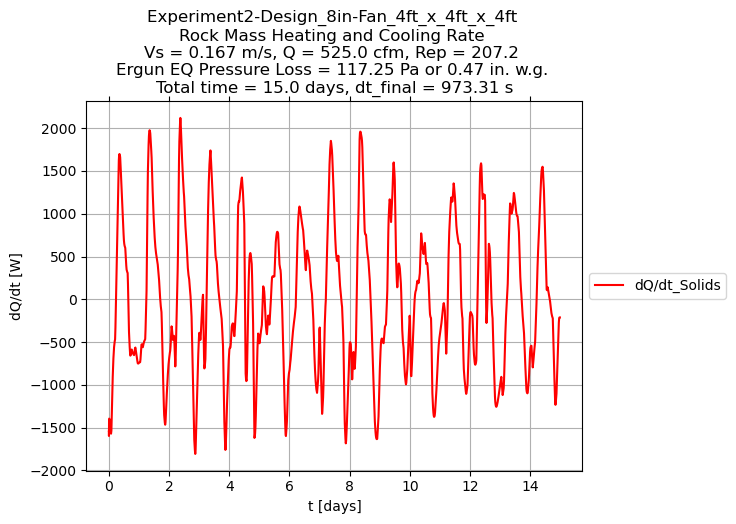 Experiment2-Design_8in-Fan_4ft_x_4ft_x_4ft
Rock Mass Heating and Cooling Rate
Vs = 0.167 m/s, Q = 525.0 cfm, Rep = 207.2
Ergun EQ Pressure Loss = 117.25 Pa or 0.47 in. w.g.
Total time = 15.0 days, dt_final = 973.31 s
2000
1500
1000
500
0
−500
−1000
−1500
−2000
dQ/dt [W]
0 2 4 6 8 10 12 14
t [days]
dQ/dt_Solids